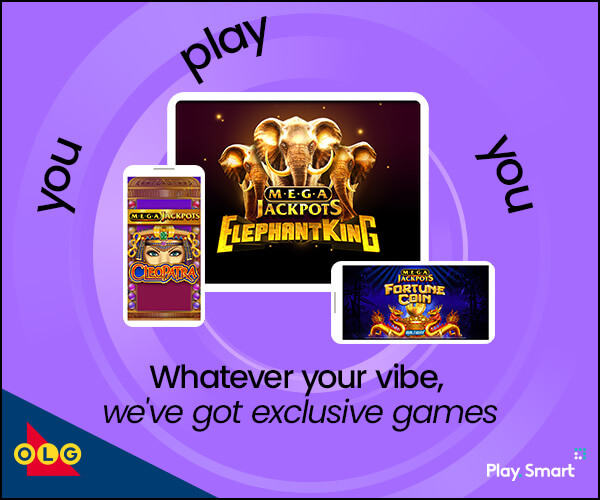 you
play
you
MEGA
JACKPOTS
ELEPHANT KING
MEGA JACKPOTS
CLEOPATRA
MEGA
JACKPOTS
FORTUNE
COIN
Whatever your vibe,
we've got exclusive games
OLG
Play Smart